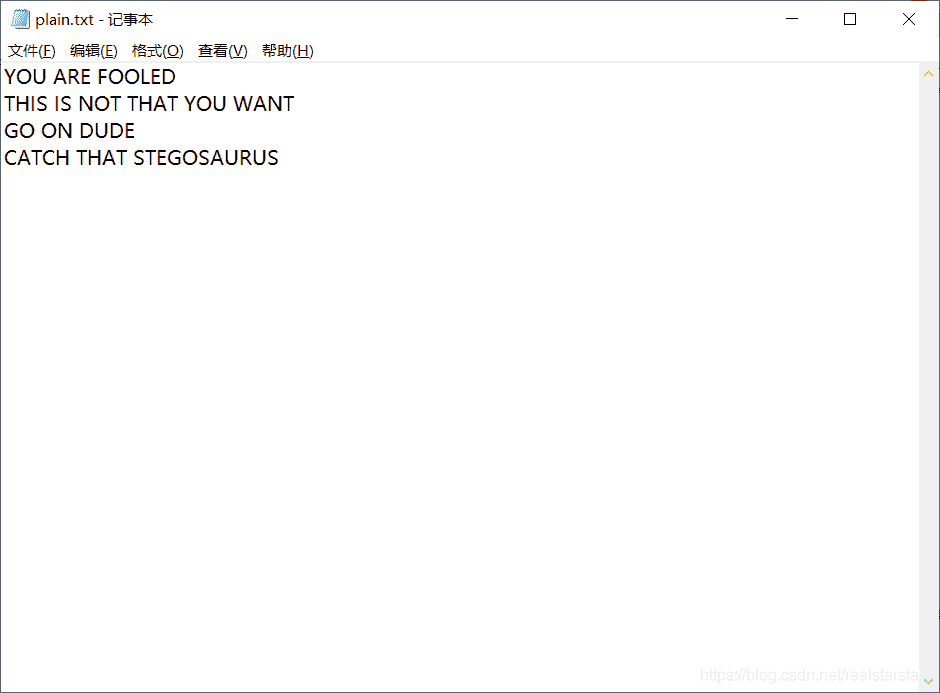 plain.txt - 记事本
文件(F) 编辑(E) 格式(O) 查看(V) 帮助(H)
YOU ARE FOOLED
THIS IS NOT THAT YOU WANT
GO ON DUDE
CATCH THAT STEGOSAURUS
https://blog.csdn.net/realstarsta